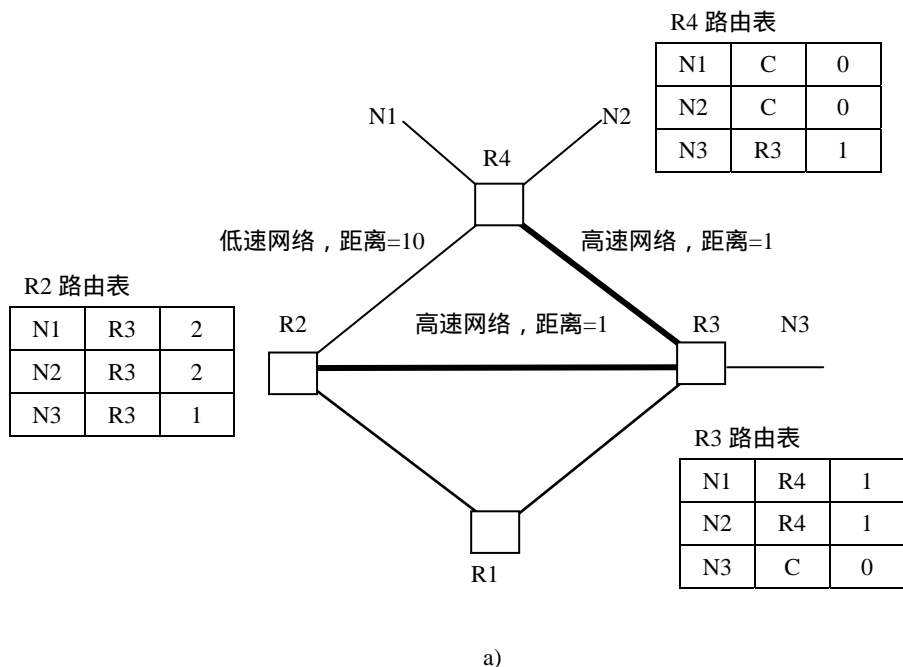 R4 路由表
N1 C 0
N2 C 0
N3 R3 1
N1
N2
R4
低速网络，距离=10
高速网络，距离=1
R2 路由表
N1 R3 2
N2 R3 2
N3 R3 1
R2
高速网络，距离=1
R3
N3
R3 路由表
N1 R4 1
N2 R4 1
N3 C 0
R1
a)